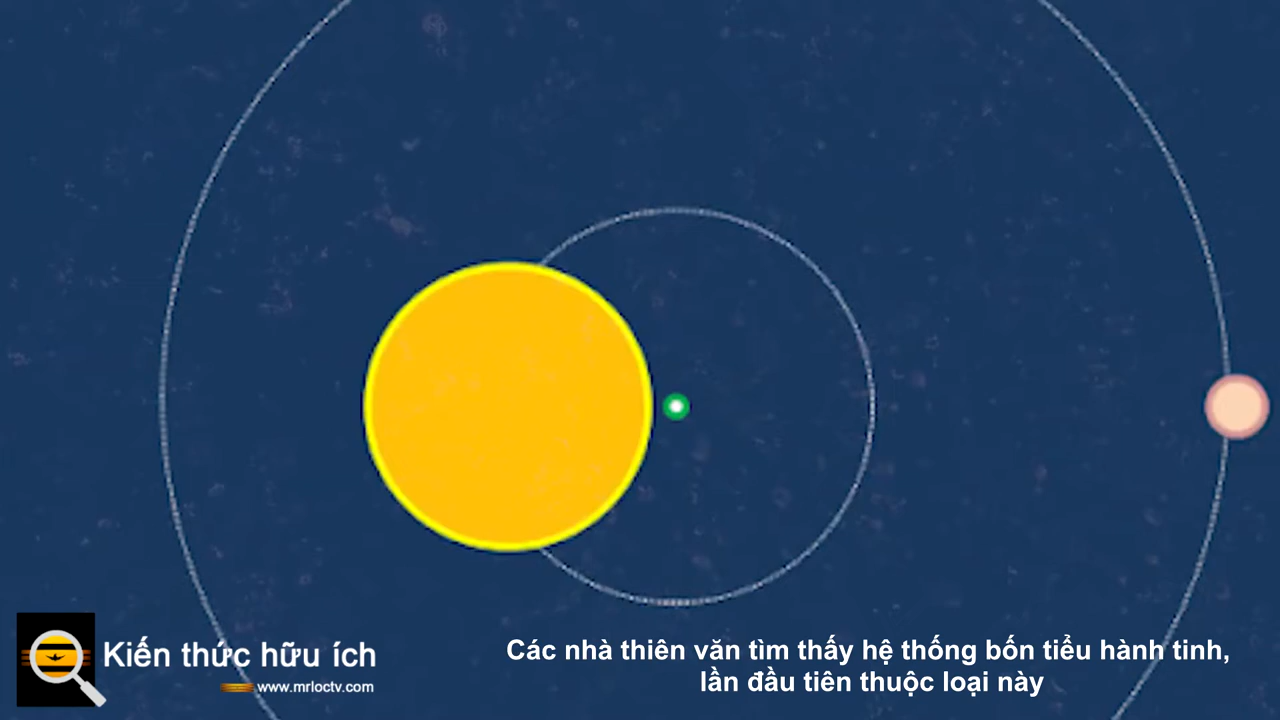 Kiến thức hữu ích
www.mrloctv.com
Các nhà thiên văn tìm thấy hệ thống bốn tiểu hành tinh,
lần đầu tiên thuộc loại này